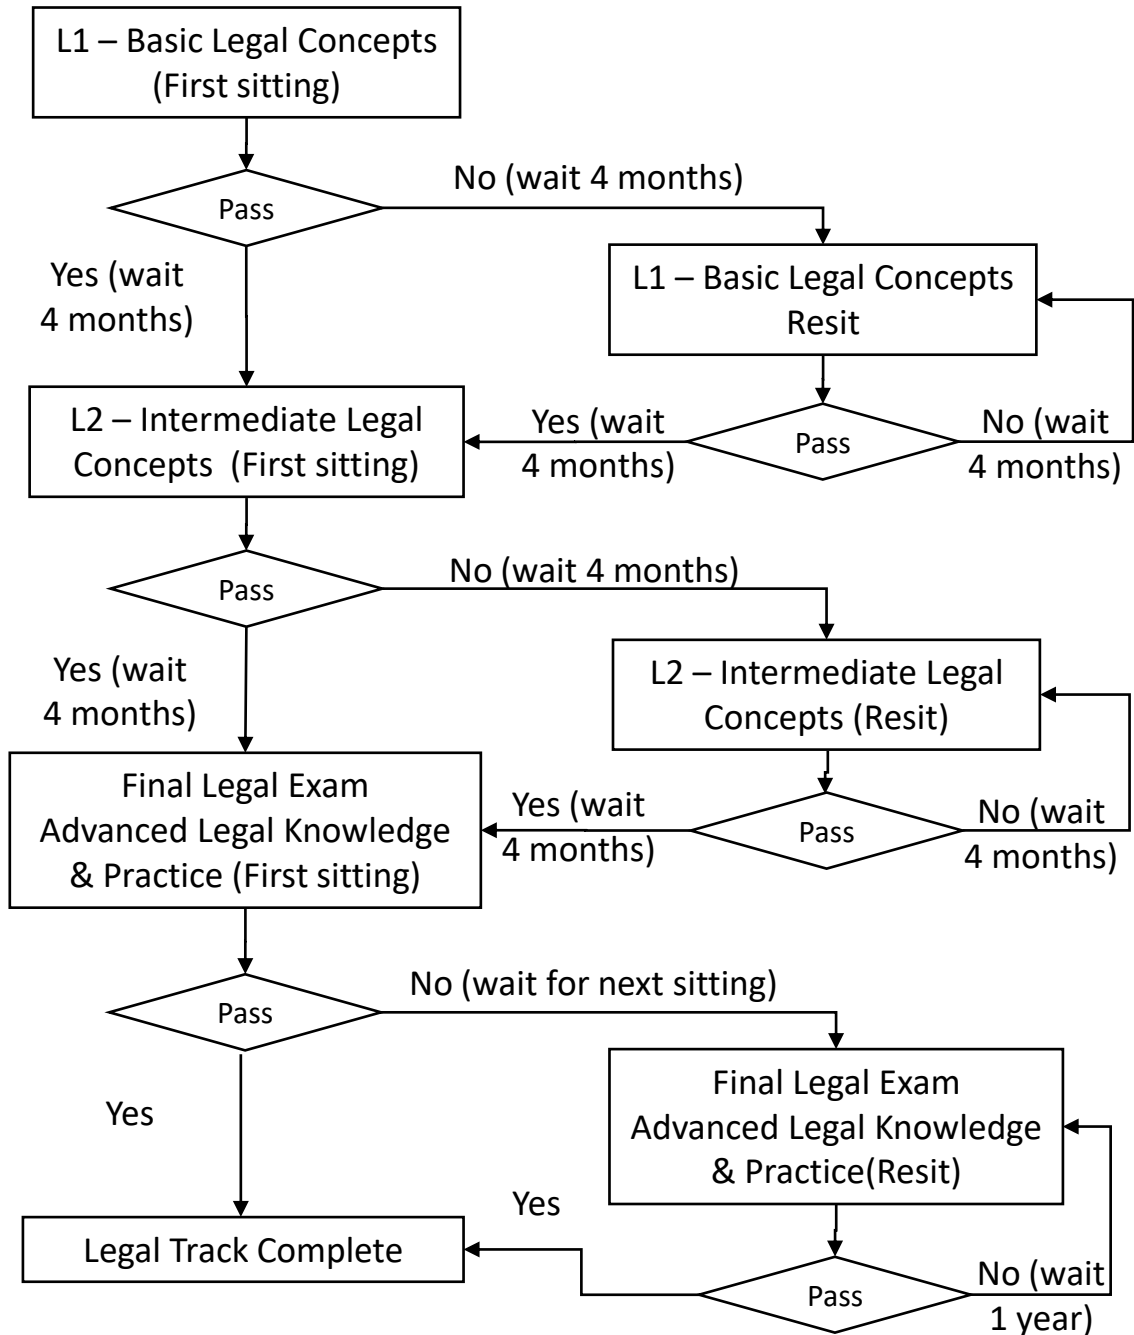 L1 – Basic Legal Concepts
(First sitting)
No (wait 4 months)
Pass
Yes (wait
4 months)
L1 – Basic Legal Concepts
Resit
L2 – Intermediate Legal
Concepts  (First sitting)
Yes (wait
4 months)
Pass
No (wait
4 months)
No (wait 4 months)
Pass
Yes (wait
4 months)
L2 – Intermediate Legal
Concepts (Resit)
Final Legal Exam
Advanced Legal Knowledge
& Practice (First sitting)
Yes (wait
4 months)
Pass
No (wait
4 months)
No (wait for next sitting)
Pass
Yes
Final Legal Exam
Advanced Legal Knowledge
& Practice(Resit)
Yes
Legal Track Complete
Pass
No (wait
1 year)